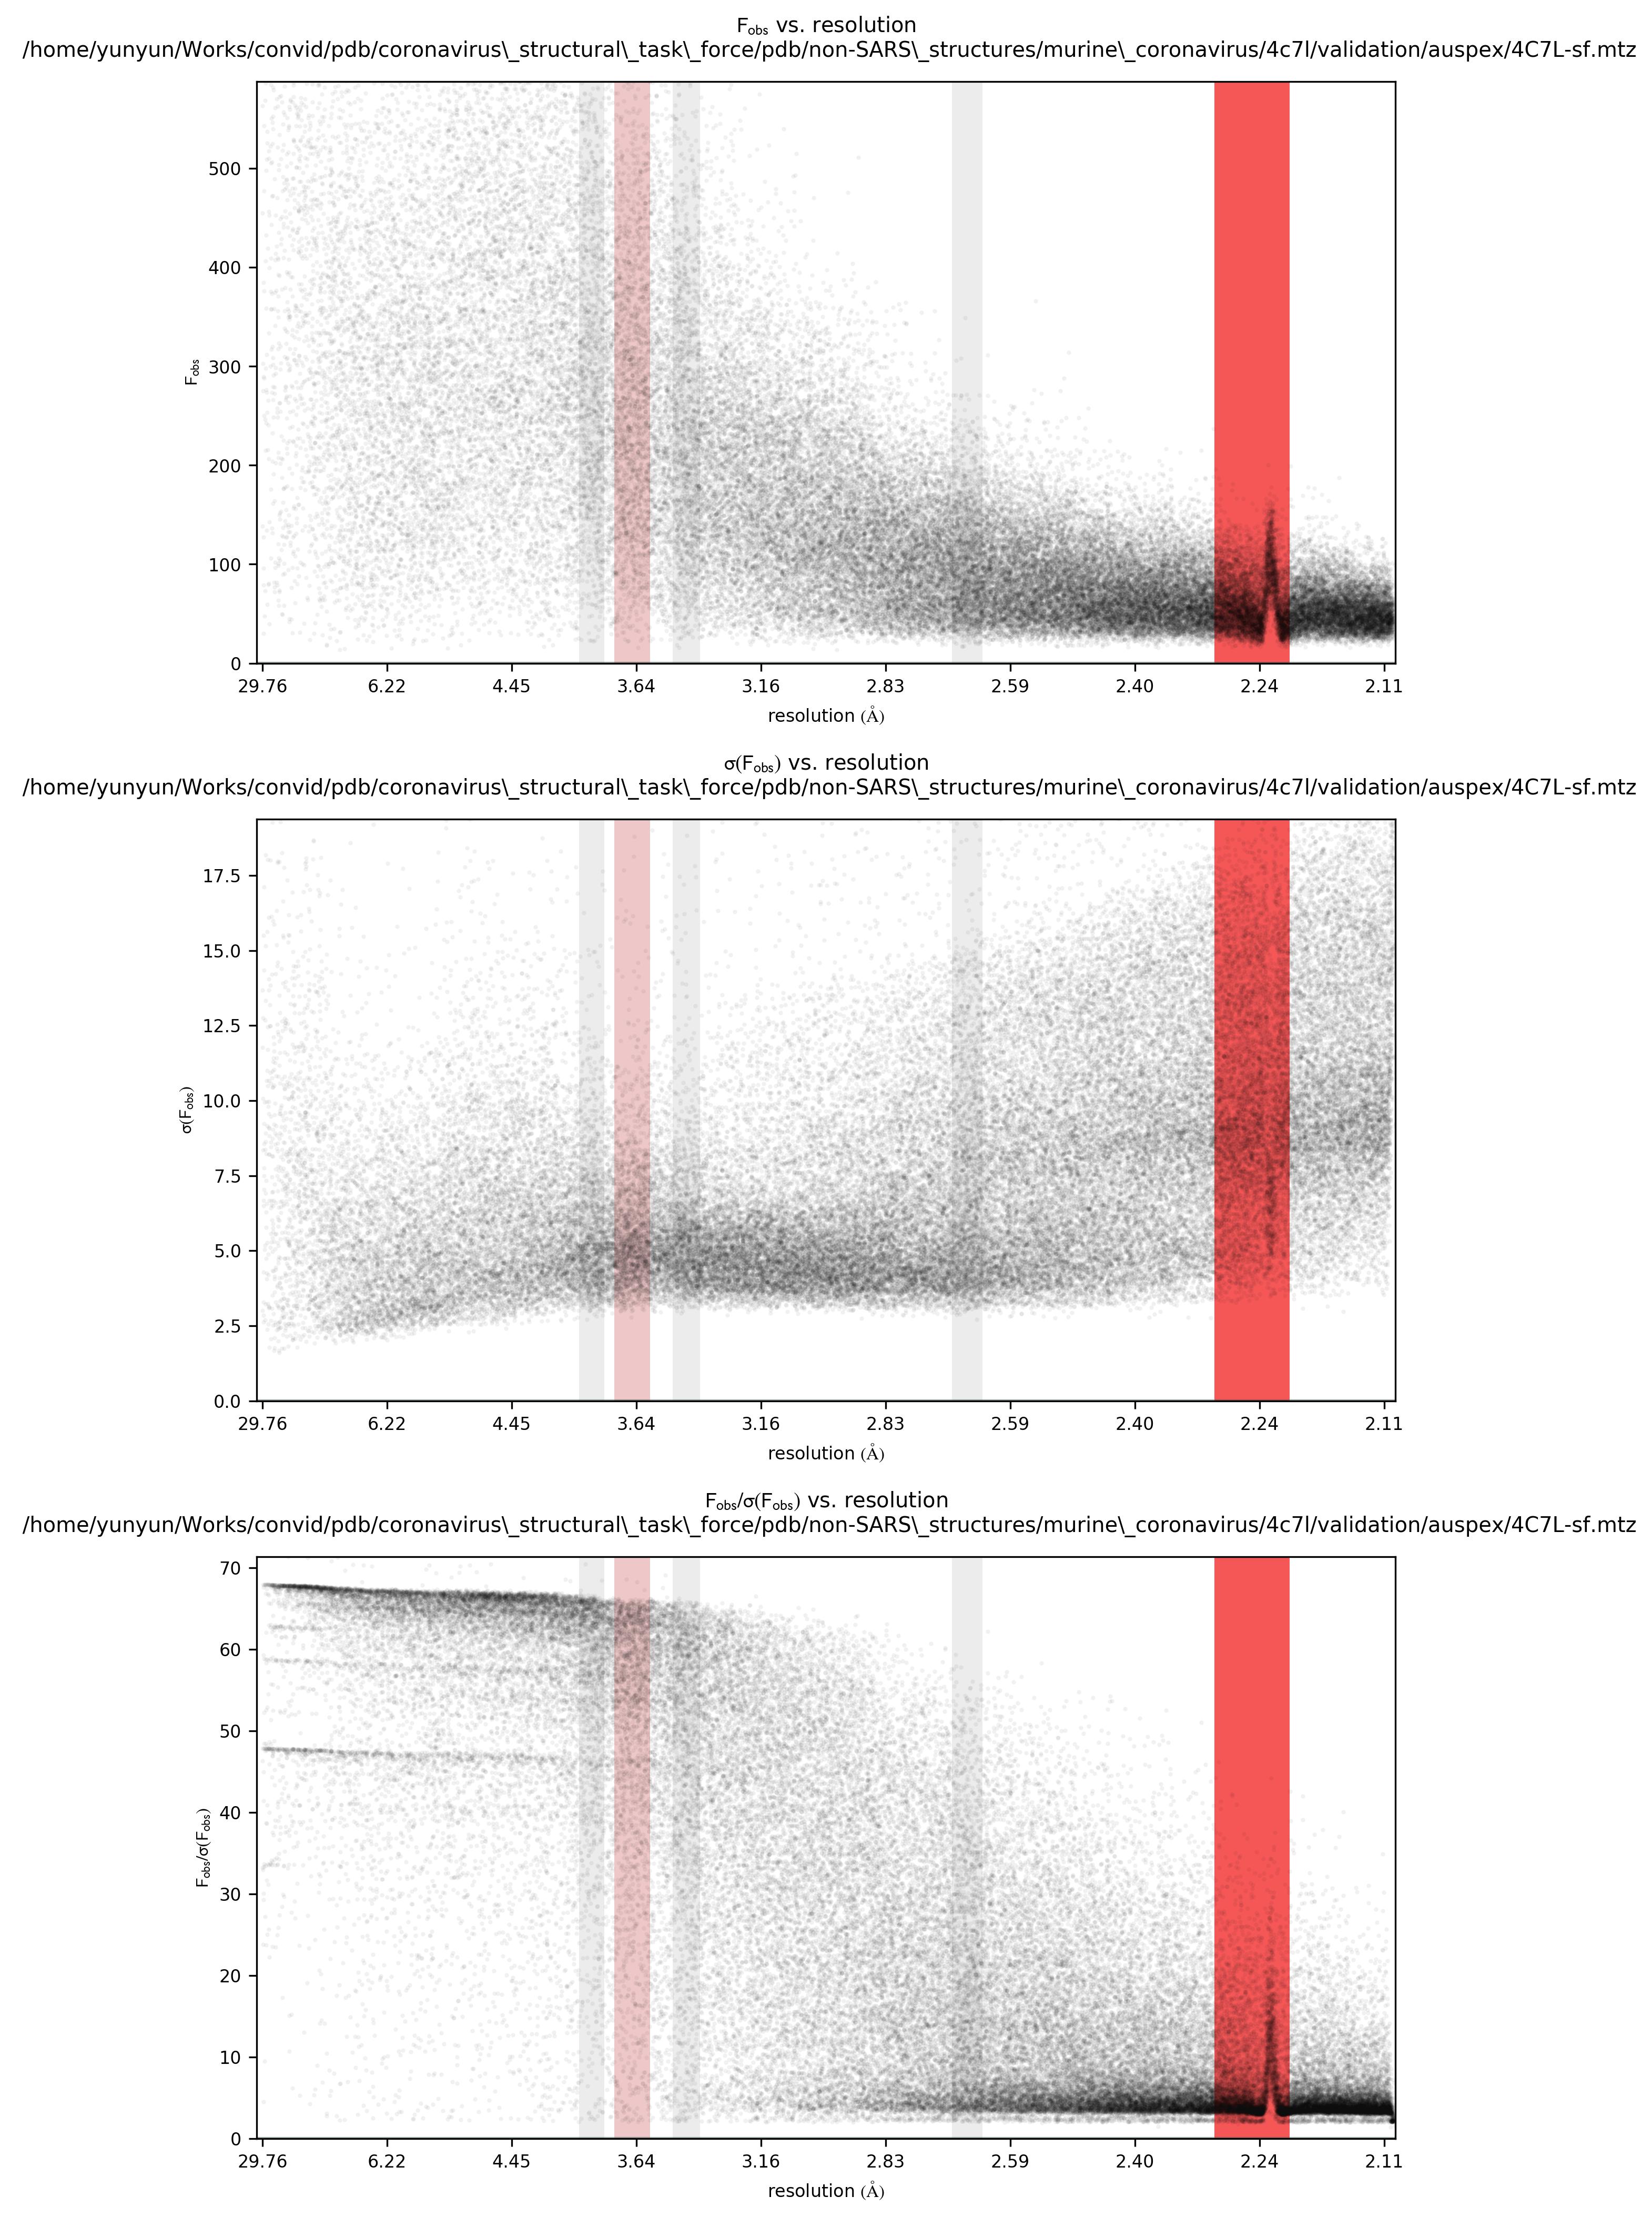 Fobs vs. resolution
/home/yunyun/Works/convid/pdb/coronavirus\_structural\_task\_force/pdb/non-SARS\_structures/murine\_coronavirus/4c7l/validation/auspex/4C7L-sf.mtz
500
400
300
200
100
0
Fobs
29.76 6.22 4.45 3.64 3.16 2.83 2.59 2.40 2.24 2.11
resolution (Å)
σ(Fobs) vs. resolution
/home/yunyun/Works/convid/pdb/coronavirus\_structural\_task\_force/pdb/non-SARS\_structures/murine\_coronavirus/4c7l/validation/auspex/4C7L-sf.mtz
17.5
15.0
12.5
10.0
7.5
5.0
2.5
0.0
σ(Fobs)
29.76 6.22 4.45 3.64 3.16 2.83 2.59 2.40 2.24 2.11
resolution (Å)
Fobs/σ(Fobs) vs. resolution
/home/yunyun/Works/convid/pdb/coronavirus\_structural\_task\_force/pdb/non-SARS\_structures/murine\_coronavirus/4c7l/validation/auspex/4C7L-sf.mtz
70
60
50
40
30
20
10
0
Fobs/σ(Fobs)
29.76 6.22 4.45 3.64 3.16 2.83 2.59 2.40 2.24 2.11
resolution (Å)